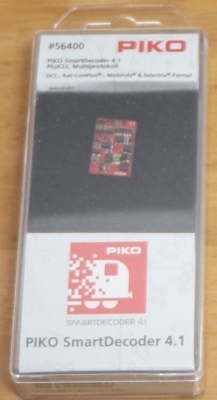 #56400 PIKO
PIKO SmartDecoder 4.1
PluX22, Multiprotokoll
DCC-, Rail-ComPlus®-, Motorola® & Selectrix®-Format
PIKO
SMARTDECODER 4.1
PIKO SmartDecoder 4.1